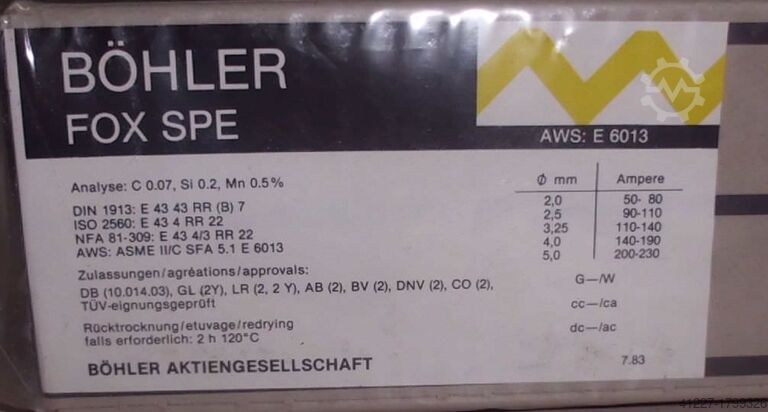 BÖHLER
FOX SPE
AWS: E 6013
Analyse: C 0.07, Si 0.2, Mn 0.5%
DIN 1913: E 43 43 RR (B) 7
ISO 2560: E 43 4 RR 22
NFA 81-309: E 43 4/3 RR 22
AWS: ASME II/C SFA 5.1 E 6013
Ø mm Ampere
2,0 50- 80
2,5 90-110
3,25 110-140
4,0 140-190
5,0 200-230
Zulassungen/agréations/approvals:
DB (10.014.03), GL (2Y), LR (2, 2 Y), AB (2), BV (2), DNV (2), CO (2),
TÜV-eignungsgeprüft
Rücktrocknung/etuvage/redrying
falls erforderlich: 2 h 120°C
G—/W
cc—/ca
dc—/ac
BÖHLER AKTIENGESELLSCHAFT
7.83
41227-1799326